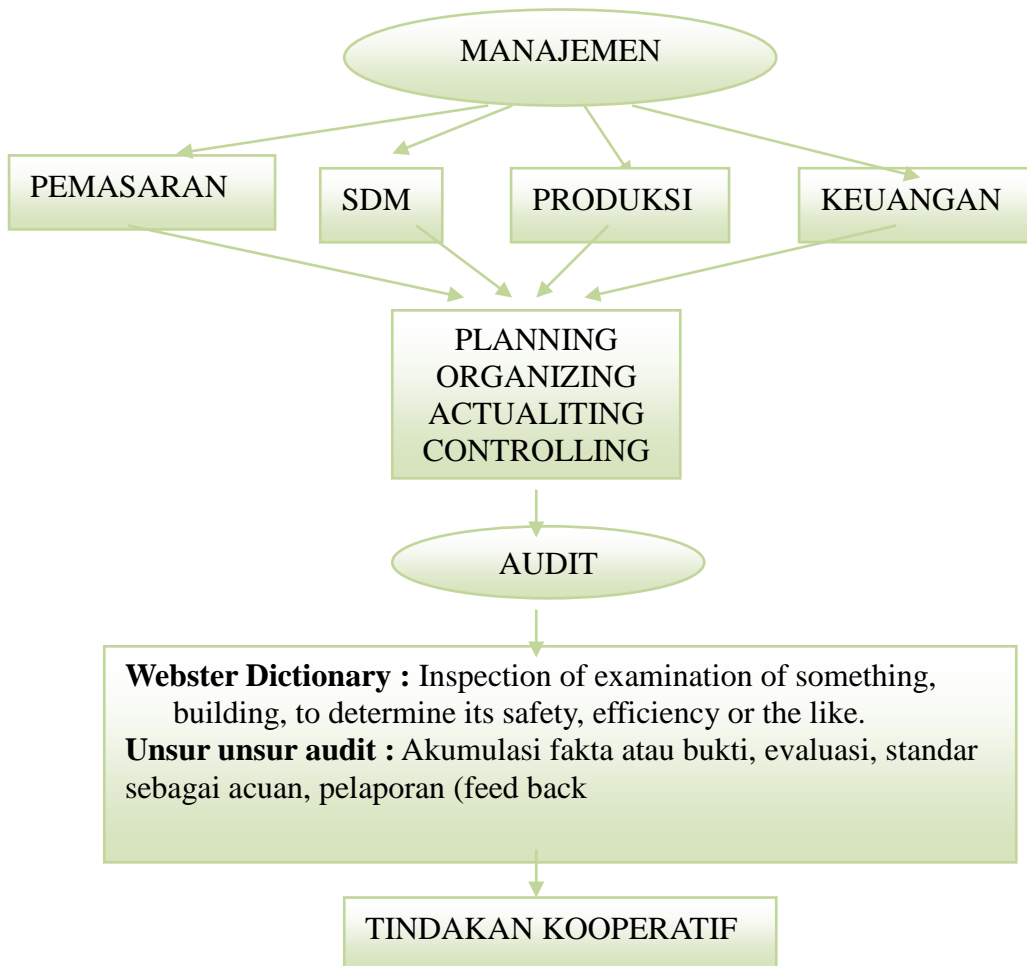 MANAJEMEN
PEMASARAN
SDM
PRODUKSI
KEUANGAN
PLANNING
ORGANIZING
ACTUALITING
CONTROLLING
AUDIT
Webster Dictionary : Inspection of examination of something,
building, to determine its safety, efficiency or the like.
Unsur unsur audit : Akumulasi fakta atau bukti, evaluasi, standar
sebagai acuan, pelaporan (feed back
TINDAKAN KOOPERATIF